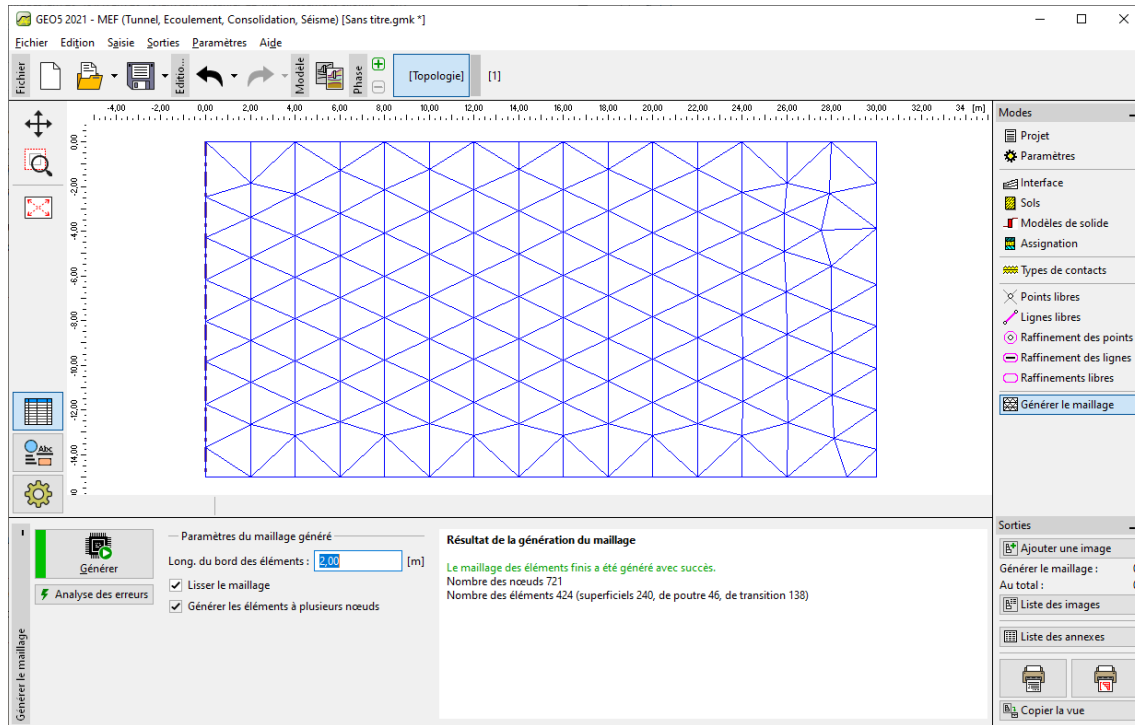 GEO5 2021 - MEF (Tunnel, Ecoulement, Consolidation, Séisme) [Sans titre.gmk *]
Fichier Edition Saisie Sorties Paramètres Aide
Fichier
Editio...
Modèle
Phase
[Topologie] [1]
-4,00 -2,00 0,00 2,00 4,00 6,00 8,00 10,00 12,00 14,00 16,00 18,00 20,00 22,00 24,00 26,00 28,00 30,00 32,00 34 [m]
0,00
-2,00
-4,00
-6,00
-8,00
-10,00
-12,00
-14,00
Abc
Modes
Projet
Paramètres
Interface
Sols
Modèles de solide
Assignation
Types de contacts
Points libres
Lignes libres
Raffinement des points
Raffinement des lignes
Raffinements libres
Générer le maillage
Générer le maillage
Générer
Analyse des erreurs
Paramètres du maillage généré
Long. du bord des éléments : 2,00 [m]
Lisser le maillage
Générer les éléments à plusieurs nœuds
Résultat de la génération du maillage
Le maillage des éléments finis a été généré avec succès.
Nombre des nœuds 721
Nombre des éléments 424 (superficiels 240, de poutre 46, de transition 138)
Sorties
Ajouter une image
Générer le maillage :
Au total :
Liste des images
Liste des annexes
Copier la vue